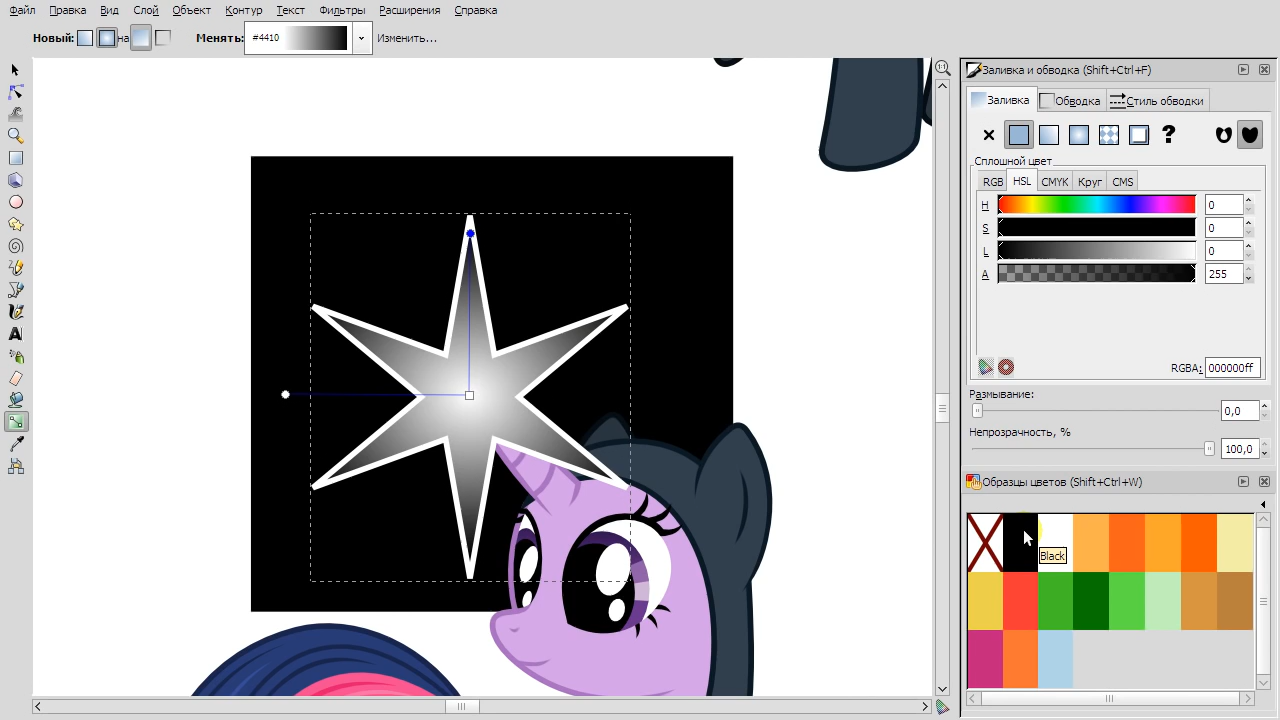 Файл Правка Вид Слой Объект Контур Текст Фильтры Расширения Справка
Новый: на Менять: #4410 Изменить...
1:1
Заливка и обводка (Shift+Ctrl+F)
Заливка Обводка Стиль обводки
?
Сплошной цвет
RGB HSL CMYK Круг CMS
H 0
S 0
L 0
A 255
RGBA: 000000ff
Размывание:
0,0
Непрозрачность, %
100,0
Образцы цветов (Shift+Ctrl+W)
Black